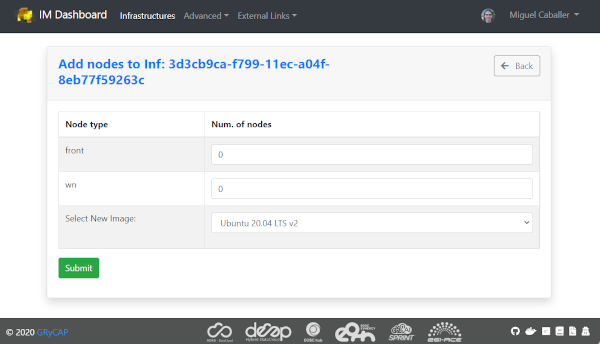 IM Dashboard Infrastructures Advanced External Links Miguel Caballer
Add nodes to Inf: 3d3cb9ca-f799-11ec-a04f-
8eb77f59263c
Back
Node type Num. of nodes
front 0
wn 0
Select New Image: Ubuntu 20.04 LTS v2
Submit
© 2020 GRyCAP
deep
SPRINT
EGI-ACE